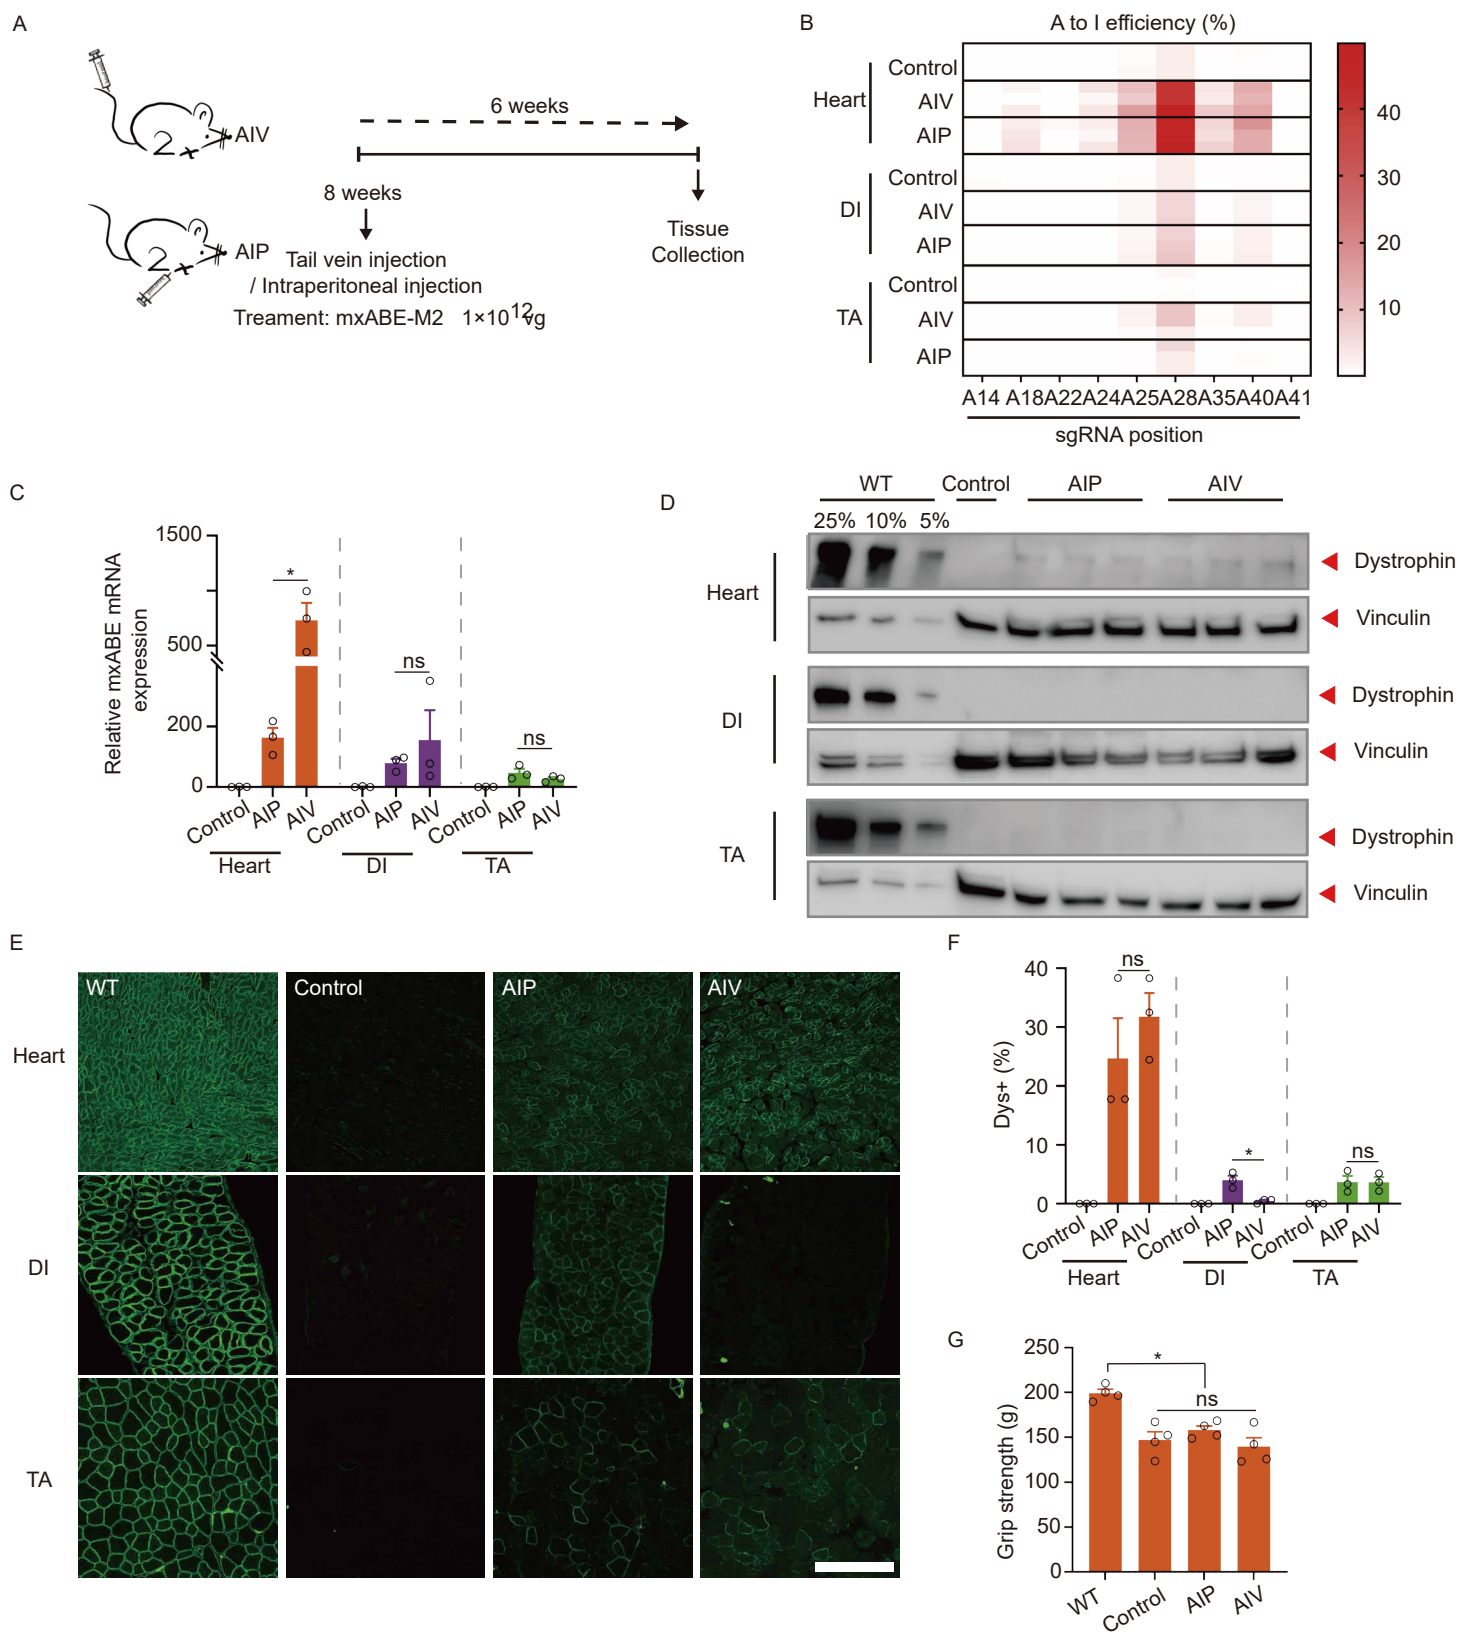 A
AIV
6 weeks
8 weeks
AIP
Tail vein injection
/ Intraperitoneal injection
Treament: mxABE-M2 1×10¹²vg
Tissue
Collection
B
A to I efficiency (%)
Heart
Control
AIV
AIP
DI
Control
AIV
AIP
TA
Control
AIV
AIP
A14 A18 A22 A24 A25 A28 A35 A40 A41
sgRNA position
40
30
20
10
C
Relative mxABE mRNA
expression
1500
500
200
0
*
ns
ns
Control AIP AIV Control AIP AIV Control AIP AIV
Heart DI TA
D
WT Control AIP AIV
25% 10% 5%
Heart
Dystrophin
Vinculin
DI
Dystrophin
Vinculin
TA
Dystrophin
Vinculin
E
WT Control AIP AIV
Heart
DI
TA
F
Dys+ (%)
40
30
20
10
0
ns
*
ns
Control AIP AIV Control AIP AIV Control AIP AIV
Heart DI TA
G
Grip strength (g)
250
200
150
100
50
0
*
ns
WT Control AIP AIV